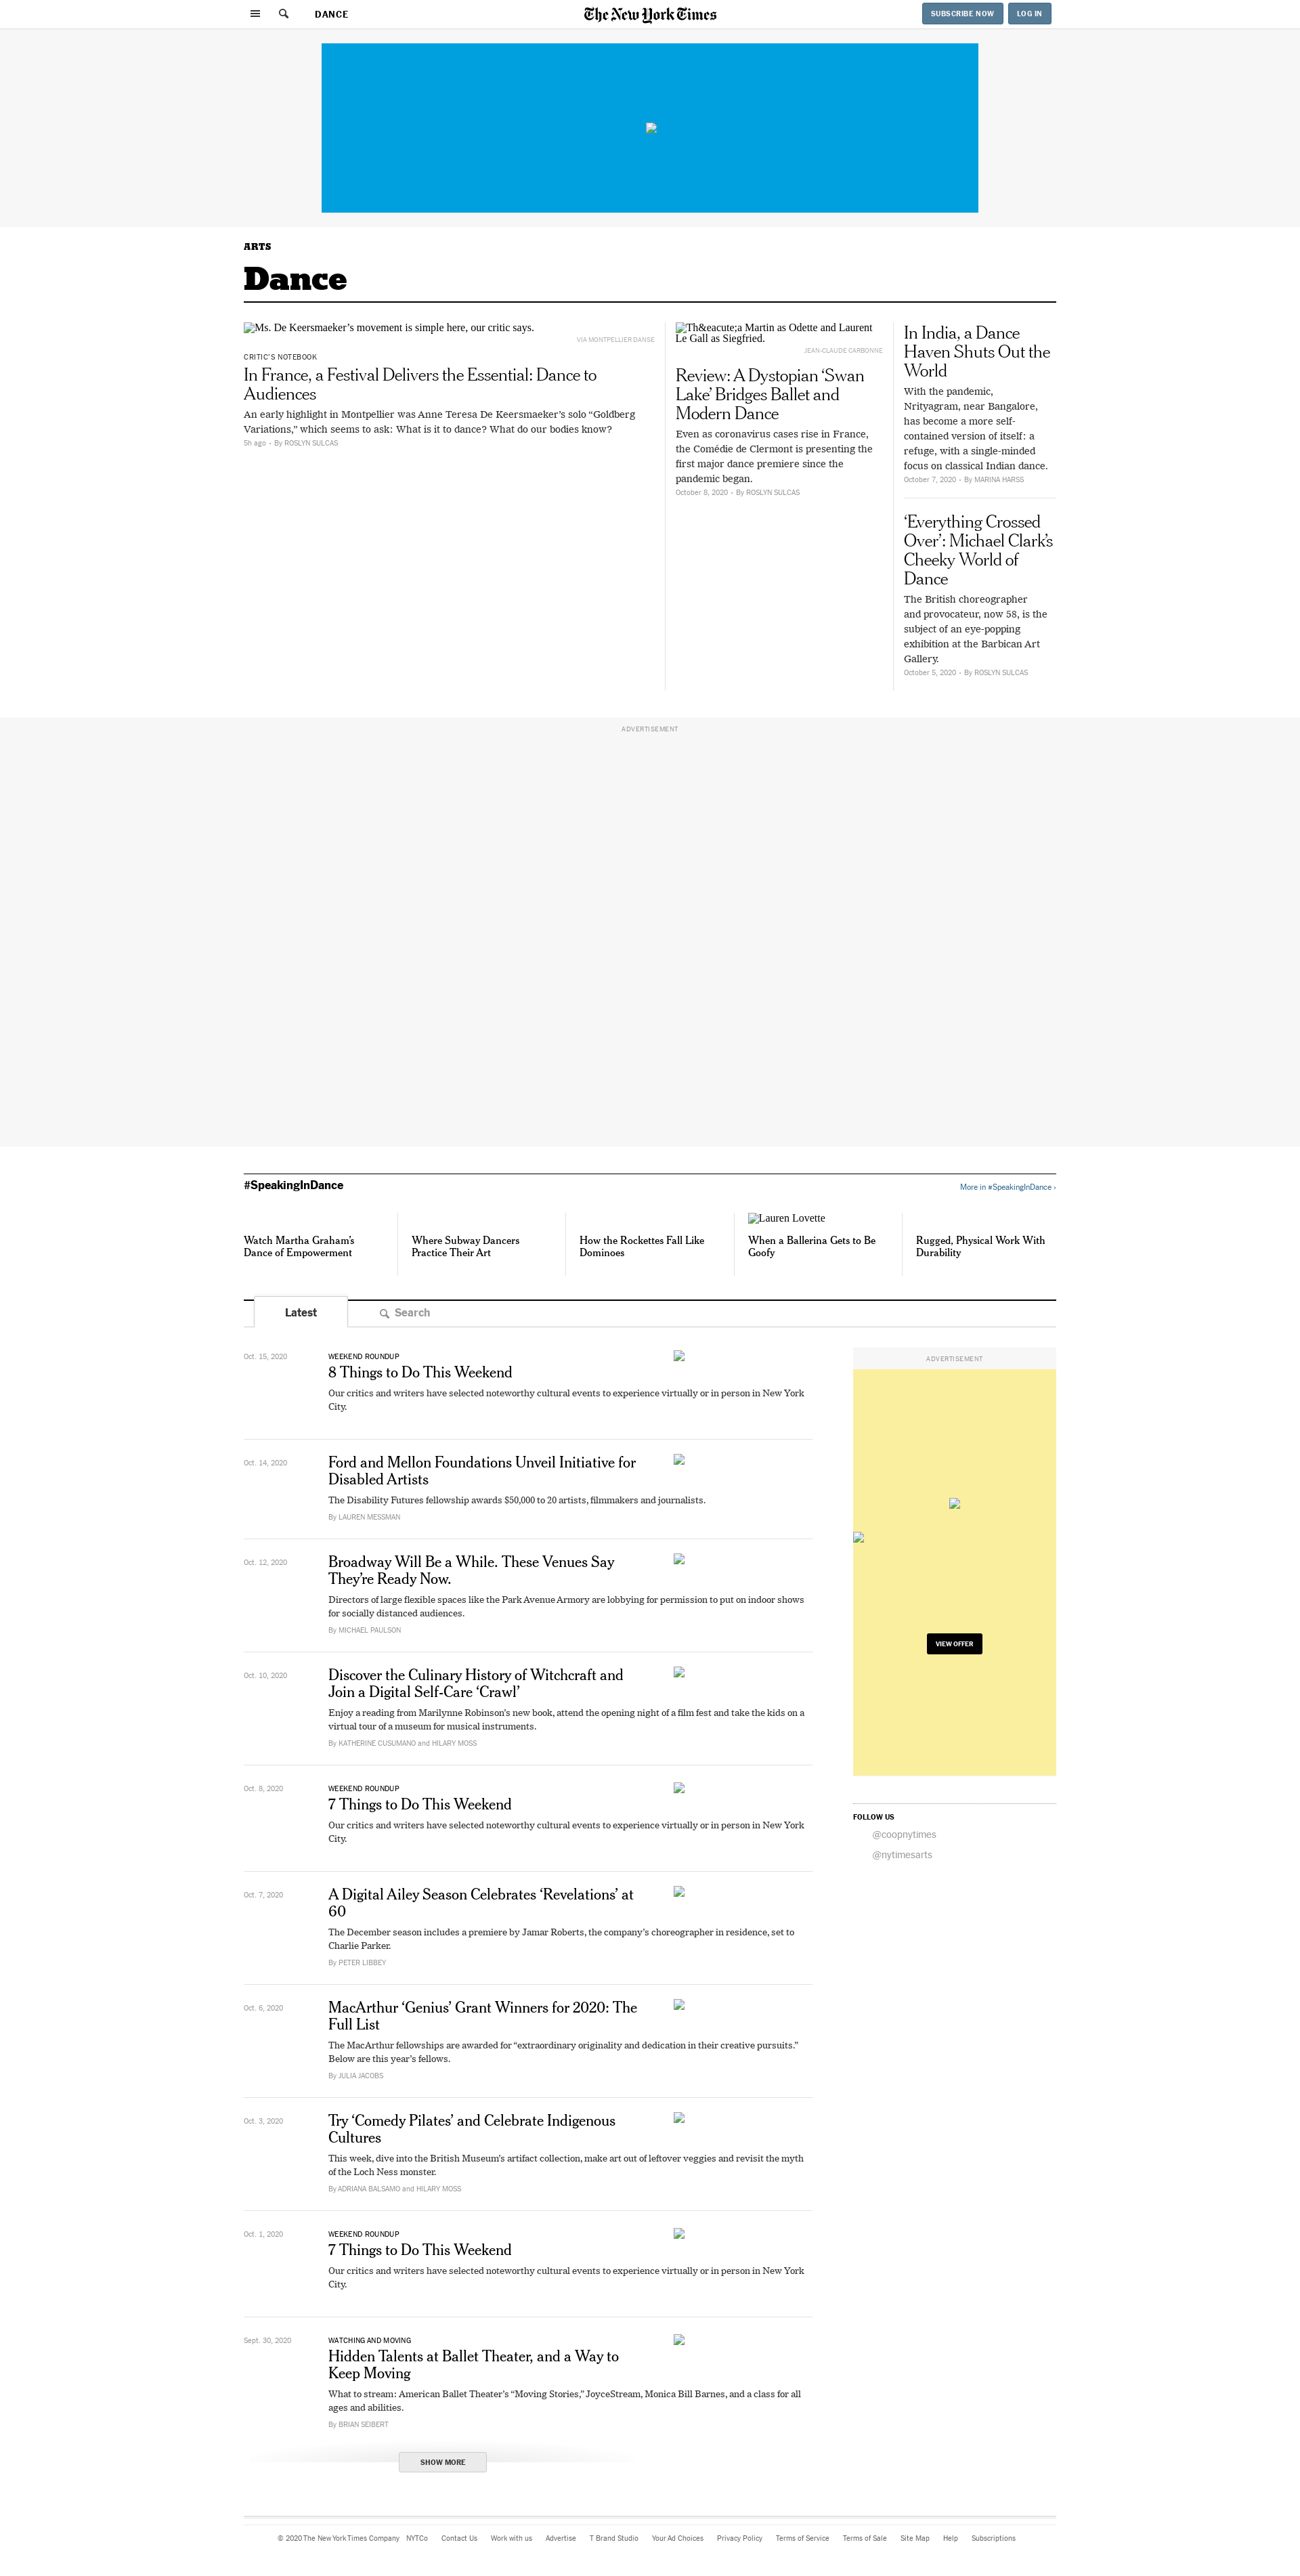 DANCE
The New York Times
SUBSCRIBE NOW
LOG IN
ARTS
Dance
Ms. De Keersmaeker’s movement is simple here, our critic says.
VIA MONTPELLIER DANSE
CRITIC’S NOTEBOOK
In France, a Festival Delivers the Essential: Dance to
Audiences
An early highlight in Montpellier was Anne Teresa De Keersmaeker’s solo “Goldberg
Variations,” which seems to ask: What is it to dance? What do our bodies know?
5h ago • By ROSLYN SULCAS
Th&eacute;a Martin as Odette and Laurent
Le Gall as Siegfried.
JEAN-CLAUDE CARBONNE
Review: A Dystopian ‘Swan
Lake’ Bridges Ballet and
Modern Dance
Even as coronavirus cases rise in France,
the Comédie de Clermont is presenting the
first major dance premiere since the
pandemic began.
October 8, 2020 • By ROSLYN SULCAS
In India, a Dance
Haven Shuts Out the
World
With the pandemic,
Nrityagram, near Bangalore,
has become a more self-
contained version of itself: a
refuge, with a single-minded
focus on classical Indian dance.
October 7, 2020 • By MARINA HARSS
‘Everything Crossed
Over’: Michael Clark’s
Cheeky World of
Dance
The British choreographer
and provocateur, now 58, is the
subject of an eye-popping
exhibition at the Barbican Art
Gallery.
October 5, 2020 • By ROSLYN SULCAS
ADVERTISEMENT
#SpeakingInDance
More in #SpeakingInDance ›
Watch Martha Graham’s
Dance of Empowerment
Where Subway Dancers
Practice Their Art
How the Rockettes Fall Like
Dominoes
Lauren Lovette
When a Ballerina Gets to Be
Goofy
Rugged, Physical Work With
Durability
Latest
Search
Oct. 15, 2020
WEEKEND ROUNDUP
8 Things to Do This Weekend
Our critics and writers have selected noteworthy cultural events to experience virtually or in person in New York
City.
Oct. 14, 2020
Ford and Mellon Foundations Unveil Initiative for
Disabled Artists
The Disability Futures fellowship awards $50,000 to 20 artists, filmmakers and journalists.
By LAUREN MESSMAN
Oct. 12, 2020
Broadway Will Be a While. These Venues Say
They’re Ready Now.
Directors of large flexible spaces like the Park Avenue Armory are lobbying for permission to put on indoor shows
for socially distanced audiences.
By MICHAEL PAULSON
Oct. 10, 2020
Discover the Culinary History of Witchcraft and
Join a Digital Self-Care ‘Crawl’
Enjoy a reading from Marilynne Robinson’s new book, attend the opening night of a film fest and take the kids on a
virtual tour of a museum for musical instruments.
By KATHERINE CUSUMANO and HILARY MOSS
Oct. 8, 2020
WEEKEND ROUNDUP
7 Things to Do This Weekend
Our critics and writers have selected noteworthy cultural events to experience virtually or in person in New York
City.
Oct. 7, 2020
A Digital Ailey Season Celebrates ‘Revelations’ at
60
The December season includes a premiere by Jamar Roberts, the company’s choreographer in residence, set to
Charlie Parker.
By PETER LIBBEY
Oct. 6, 2020
MacArthur ‘Genius’ Grant Winners for 2020: The
Full List
The MacArthur fellowships are awarded for “extraordinary originality and dedication in their creative pursuits.”
Below are this year’s fellows.
By JULIA JACOBS
Oct. 3, 2020
Try ‘Comedy Pilates’ and Celebrate Indigenous
Cultures
This week, dive into the British Museum’s artifact collection, make art out of leftover veggies and revisit the myth
of the Loch Ness monster.
By ADRIANA BALSAMO and HILARY MOSS
Oct. 1, 2020
WEEKEND ROUNDUP
7 Things to Do This Weekend
Our critics and writers have selected noteworthy cultural events to experience virtually or in person in New York
City.
Sept. 30, 2020
WATCHING AND MOVING
Hidden Talents at Ballet Theater, and a Way to
Keep Moving
What to stream: American Ballet Theater’s “Moving Stories,” JoyceStream, Monica Bill Barnes, and a class for all
ages and abilities.
By BRIAN SEIBERT
SHOW MORE
ADVERTISEMENT
VIEW OFFER
FOLLOW US
@coopnytimes
@nytimesarts
© 2020 The New York Times Company NYTCo Contact Us Work with us Advertise T Brand Studio Your Ad Choices Privacy Policy Terms of Service Terms of Sale Site Map Help Subscriptions